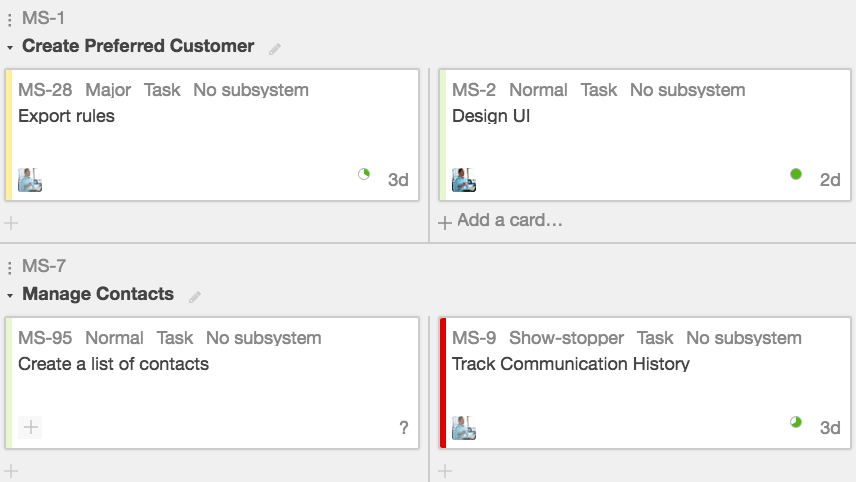 MS-1
Create Preferred Customer
MS-28 Major Task No subsystem
Export rules
3d
MS-2 Normal Task No subsystem
Design UI
2d
+
+ Add a card...
MS-7
Manage Contacts
MS-95 Normal Task No subsystem
Create a list of contacts
+
?
MS-9 Show-stopper Task No subsystem
Track Communication History
3d
+
+